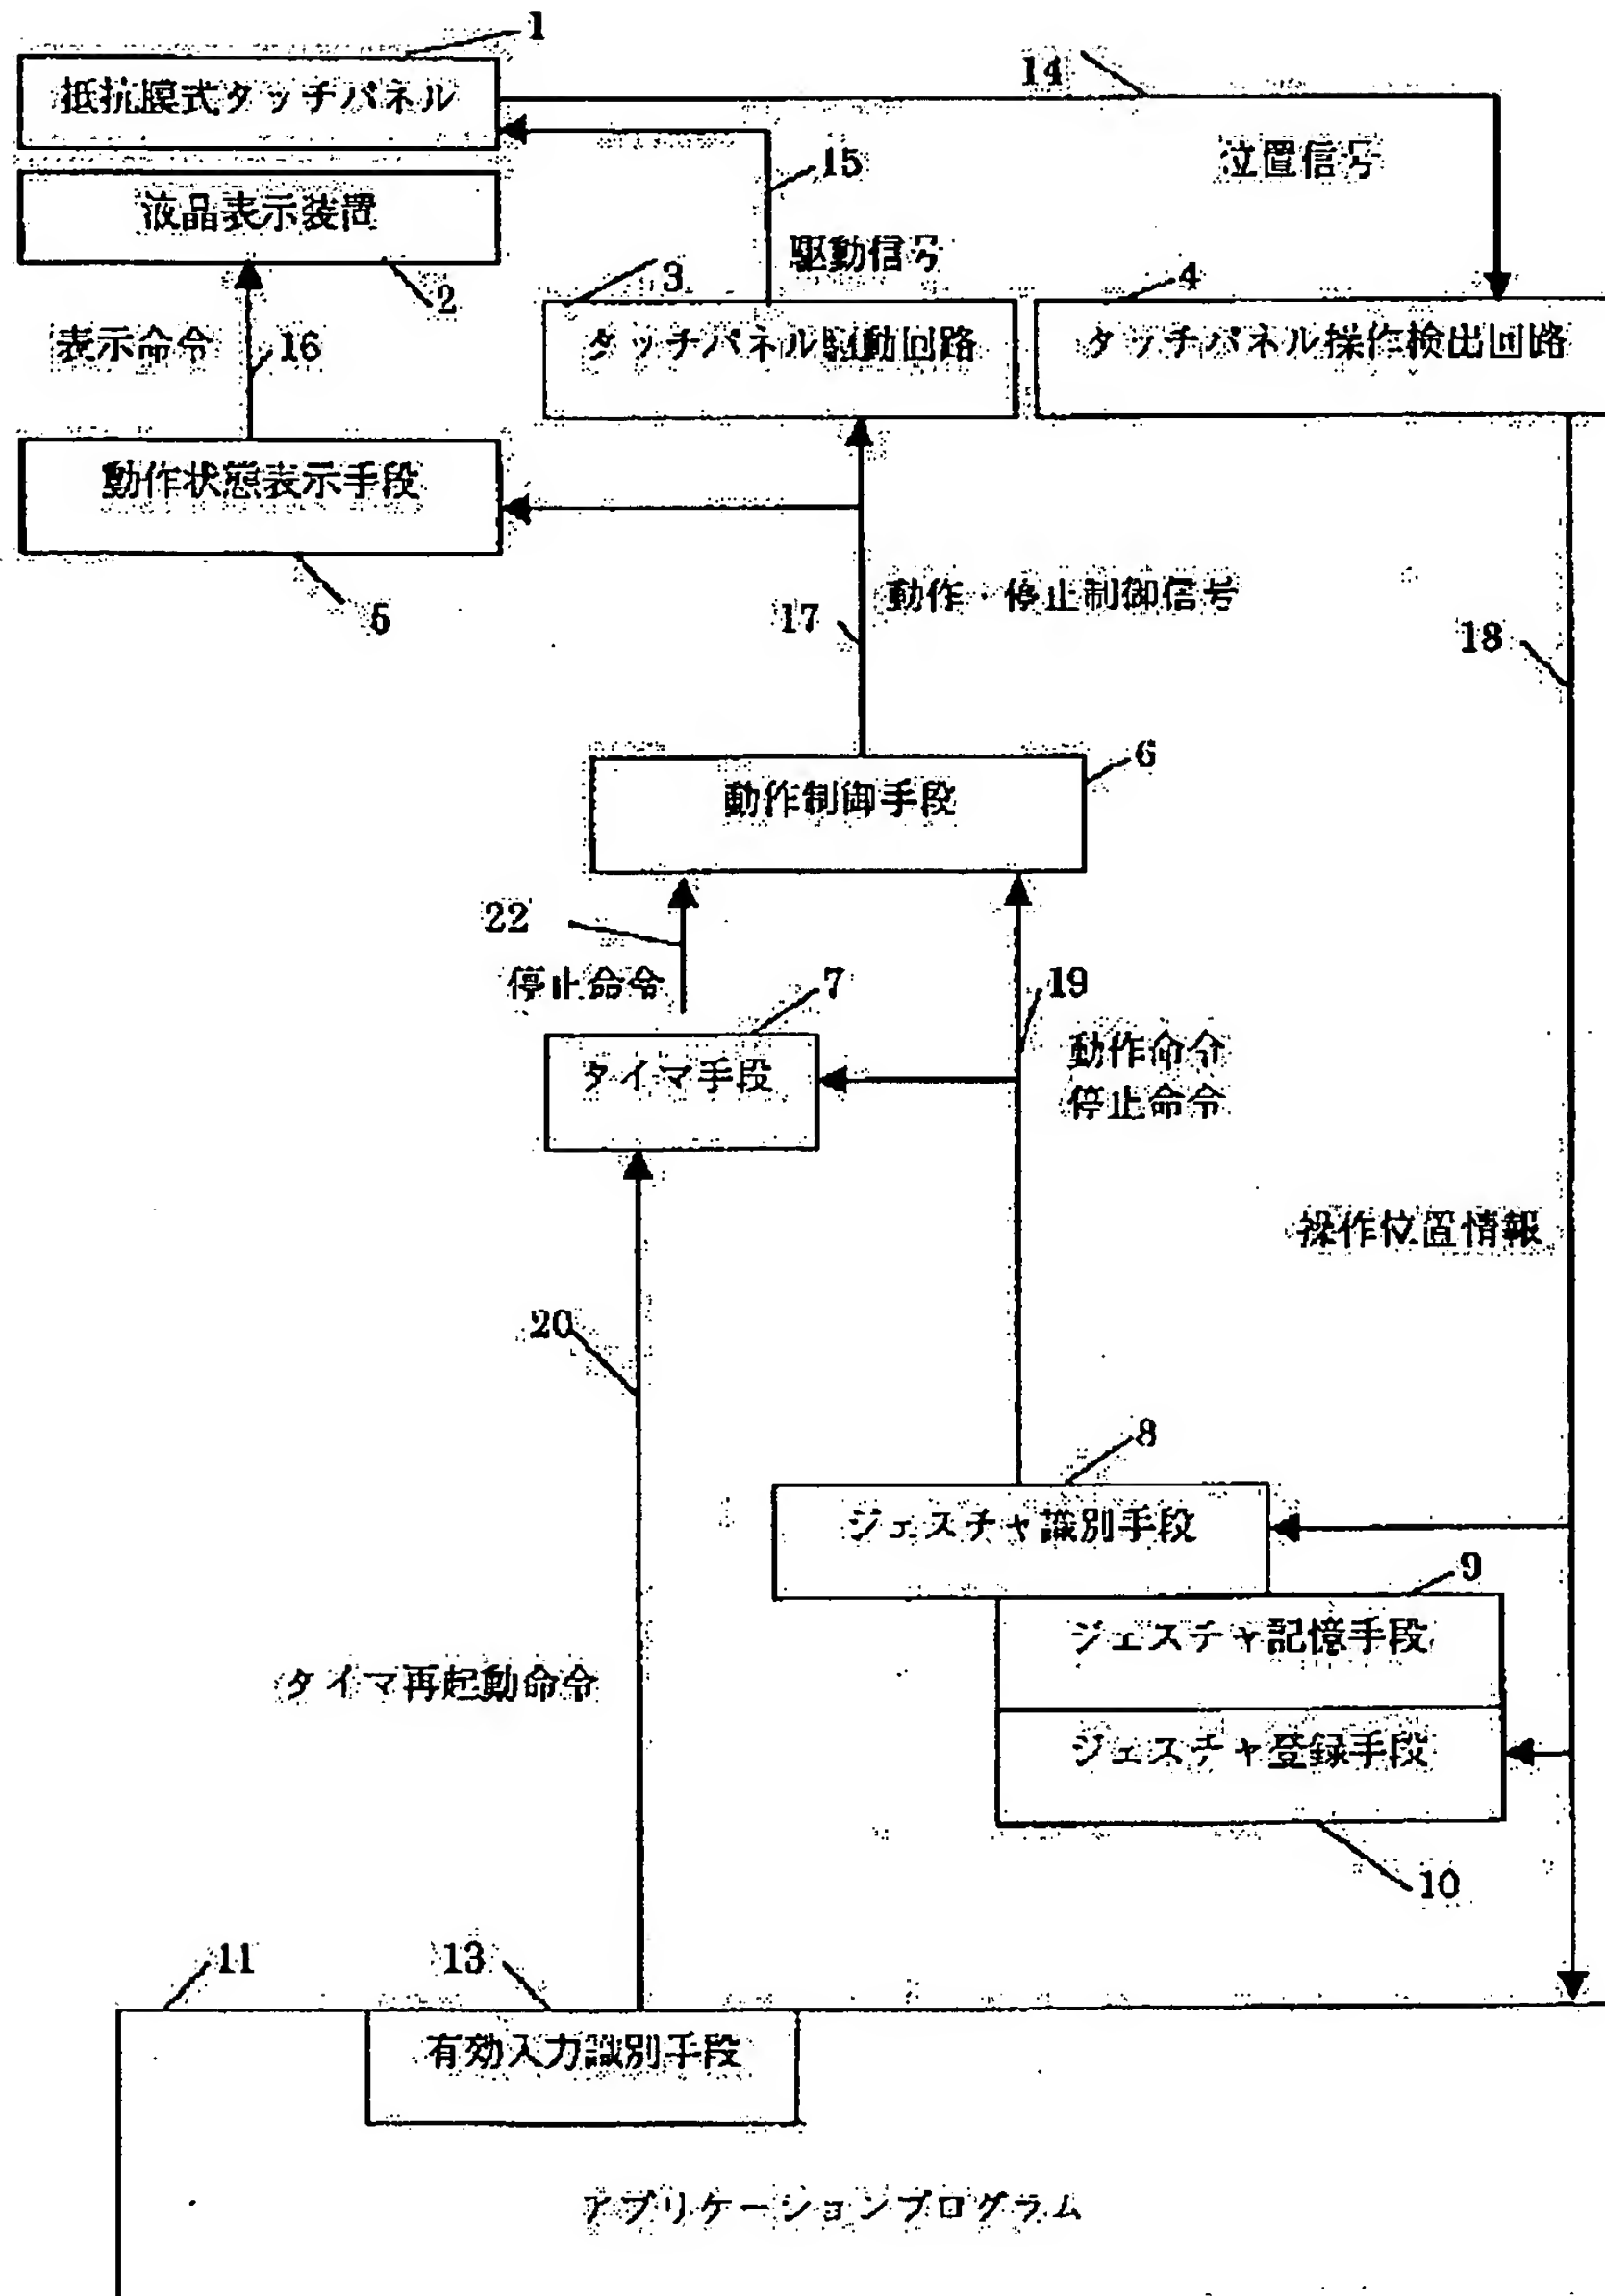 1
抵抗膜式タッチパネル
14
位置信号
15
液晶表示装置
駆動信号
2
3
4
表示命令
16
タッチパネル駆動回路
タッチパネル操作検出回路
動作状態表示手段
5
17
動作・停止制御信号
18
6
動作制御手段
22
停止命令
7
19
タイマ手段
動作命令
停止命令
操作位置情報
20
8
ジェスチャ識別手段
9
ジェスチャ記憶手段
タイマ再起動命令
ジェスチャ登録手段
10
11
13
有効入力識別手段
アプリケーションプログラム